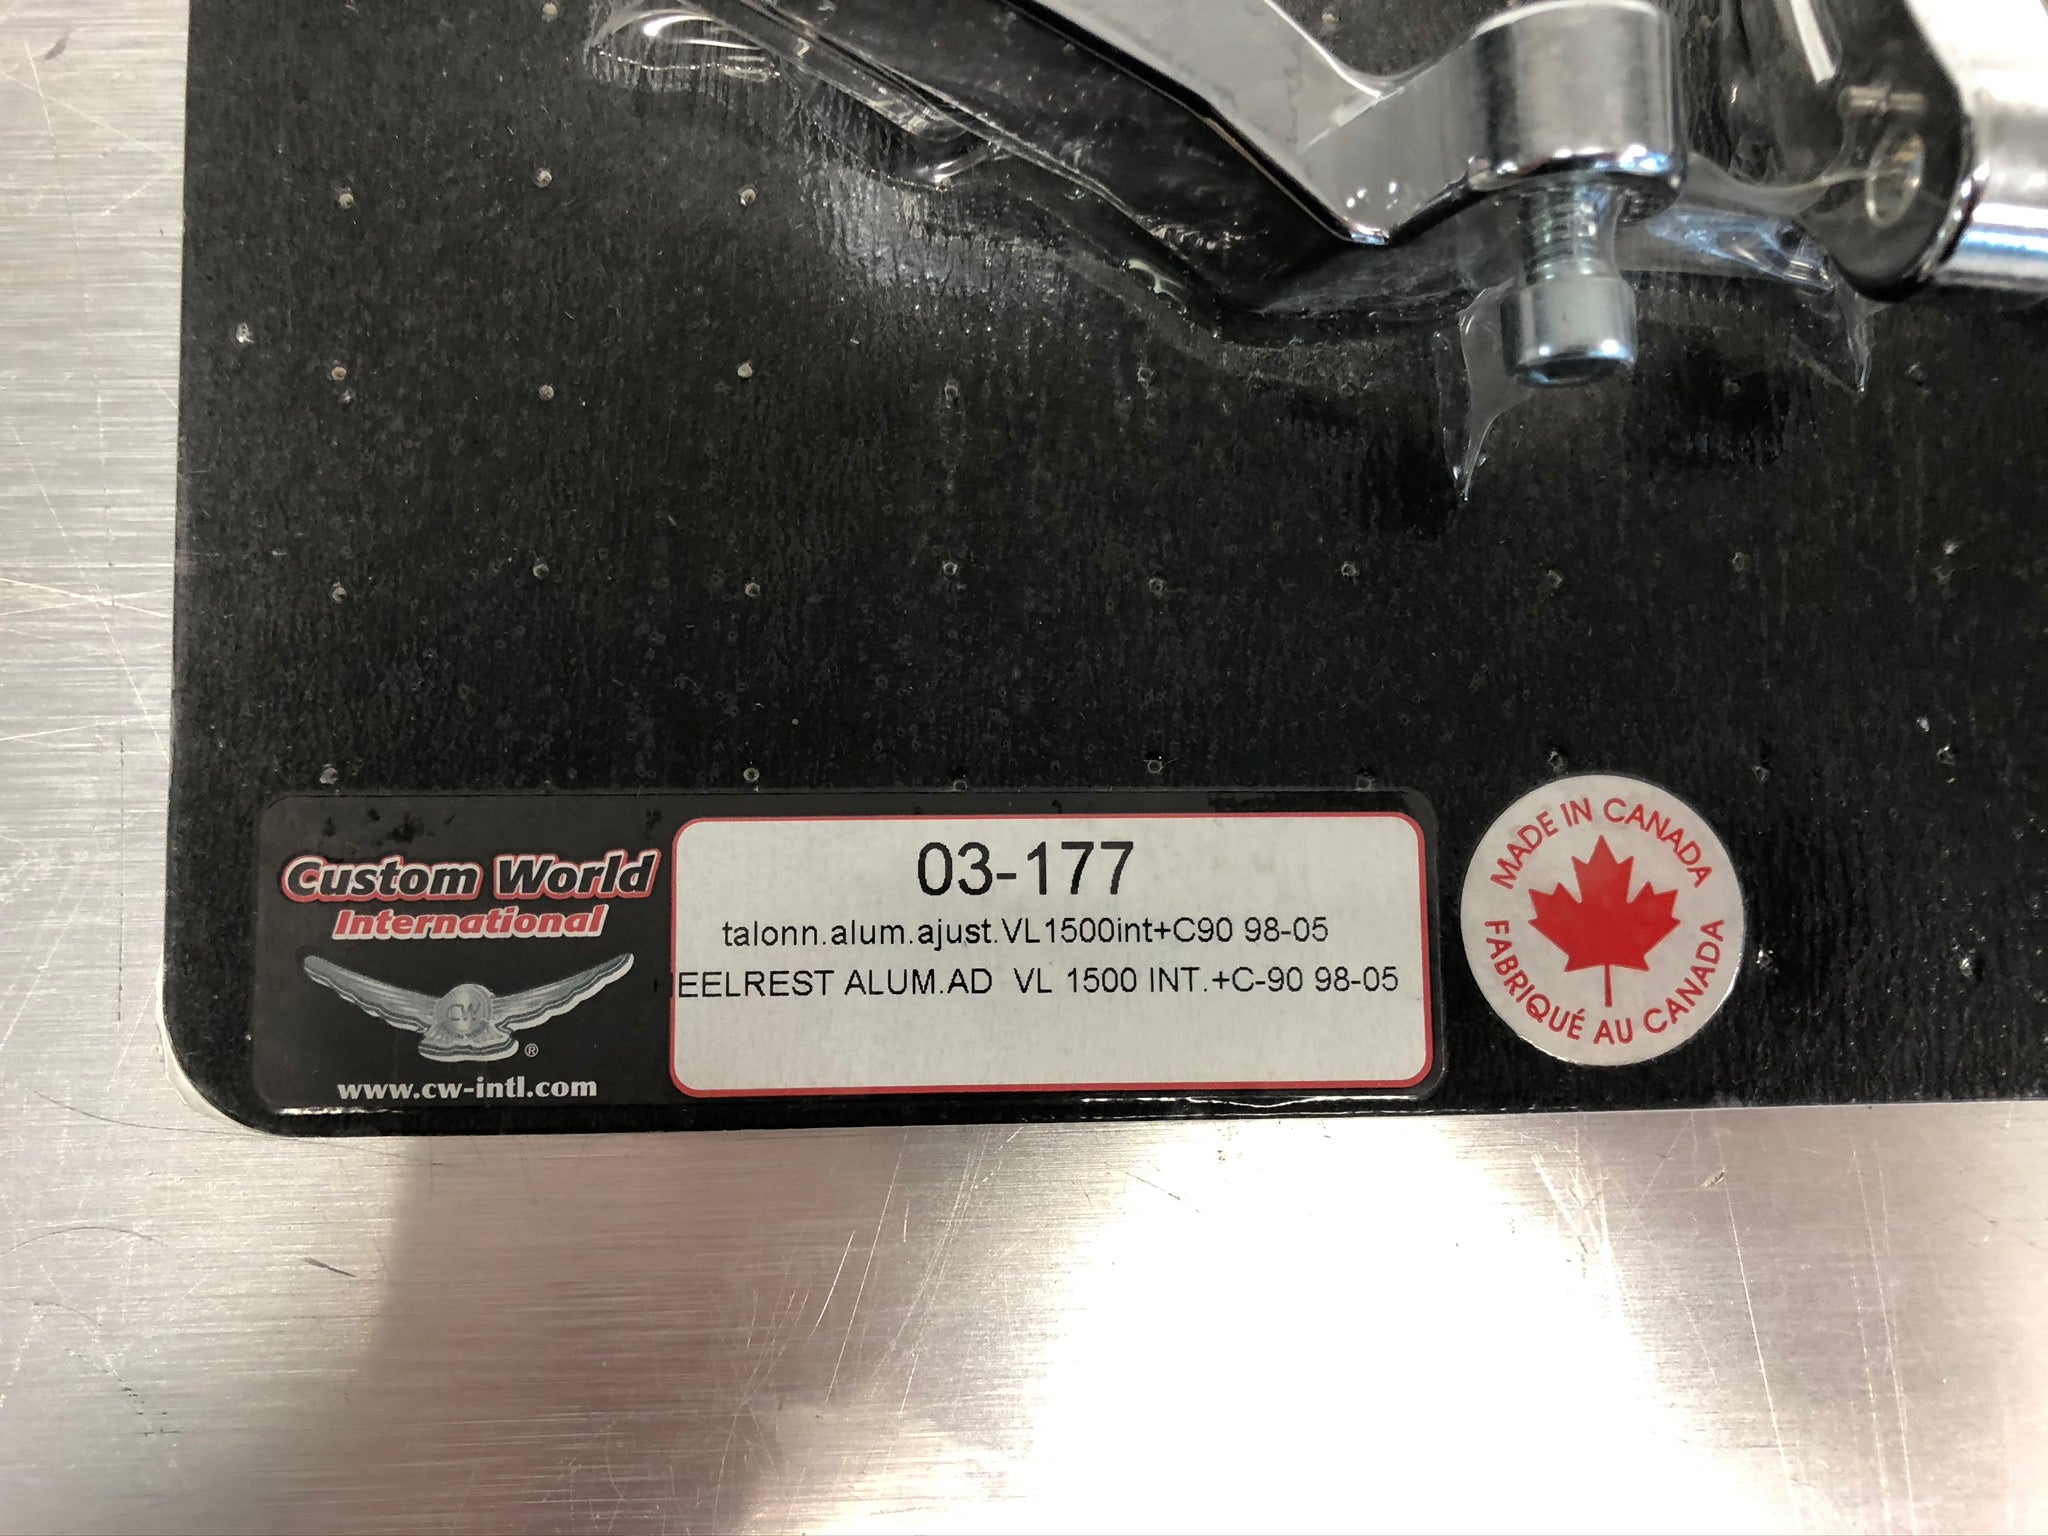 Custom World
International
CW
®
www.cw-intl.com
03-177
talonn.alum.ajust.VL1500int+C90 98-05
EELREST ALUM.AD  VL 1500 INT.+C-90 98-05
MADE IN CANADA
FABRIQUÉ AU CANADA